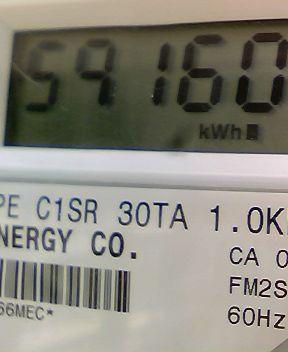 59160
kWh
PE C1SR 30TA 1.0K
NERGY CO.
CA 0
FM2S
66MEC*
60Hz